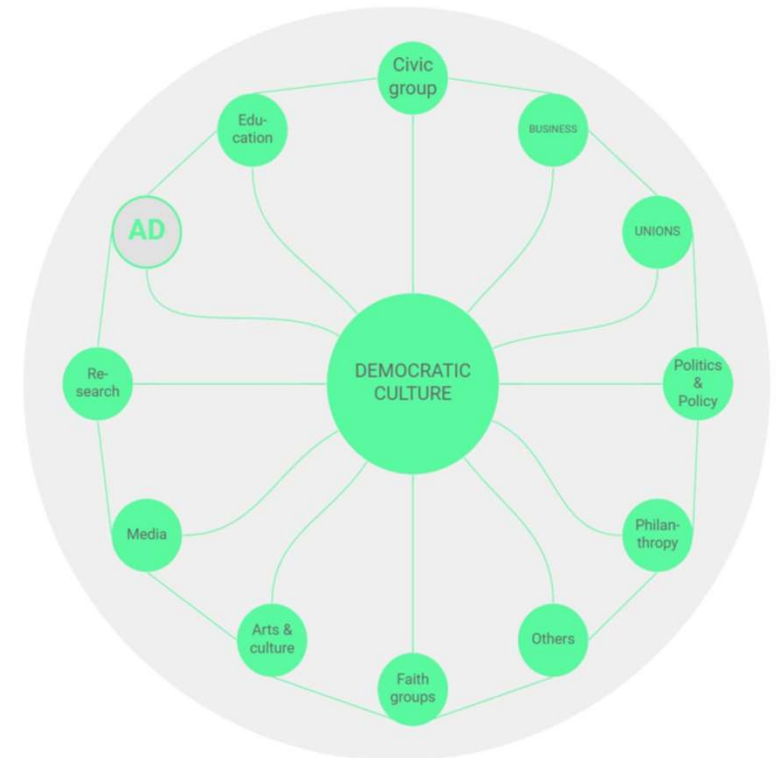 Civic
group
Edu-
cation
BUSINESS
AD
UNIONS
DEMOCRATIC
CULTURE
Re-
search
Politics
&
Policy
Media
Philan-
thropy
Arts &
culture
Others
Faith
groups